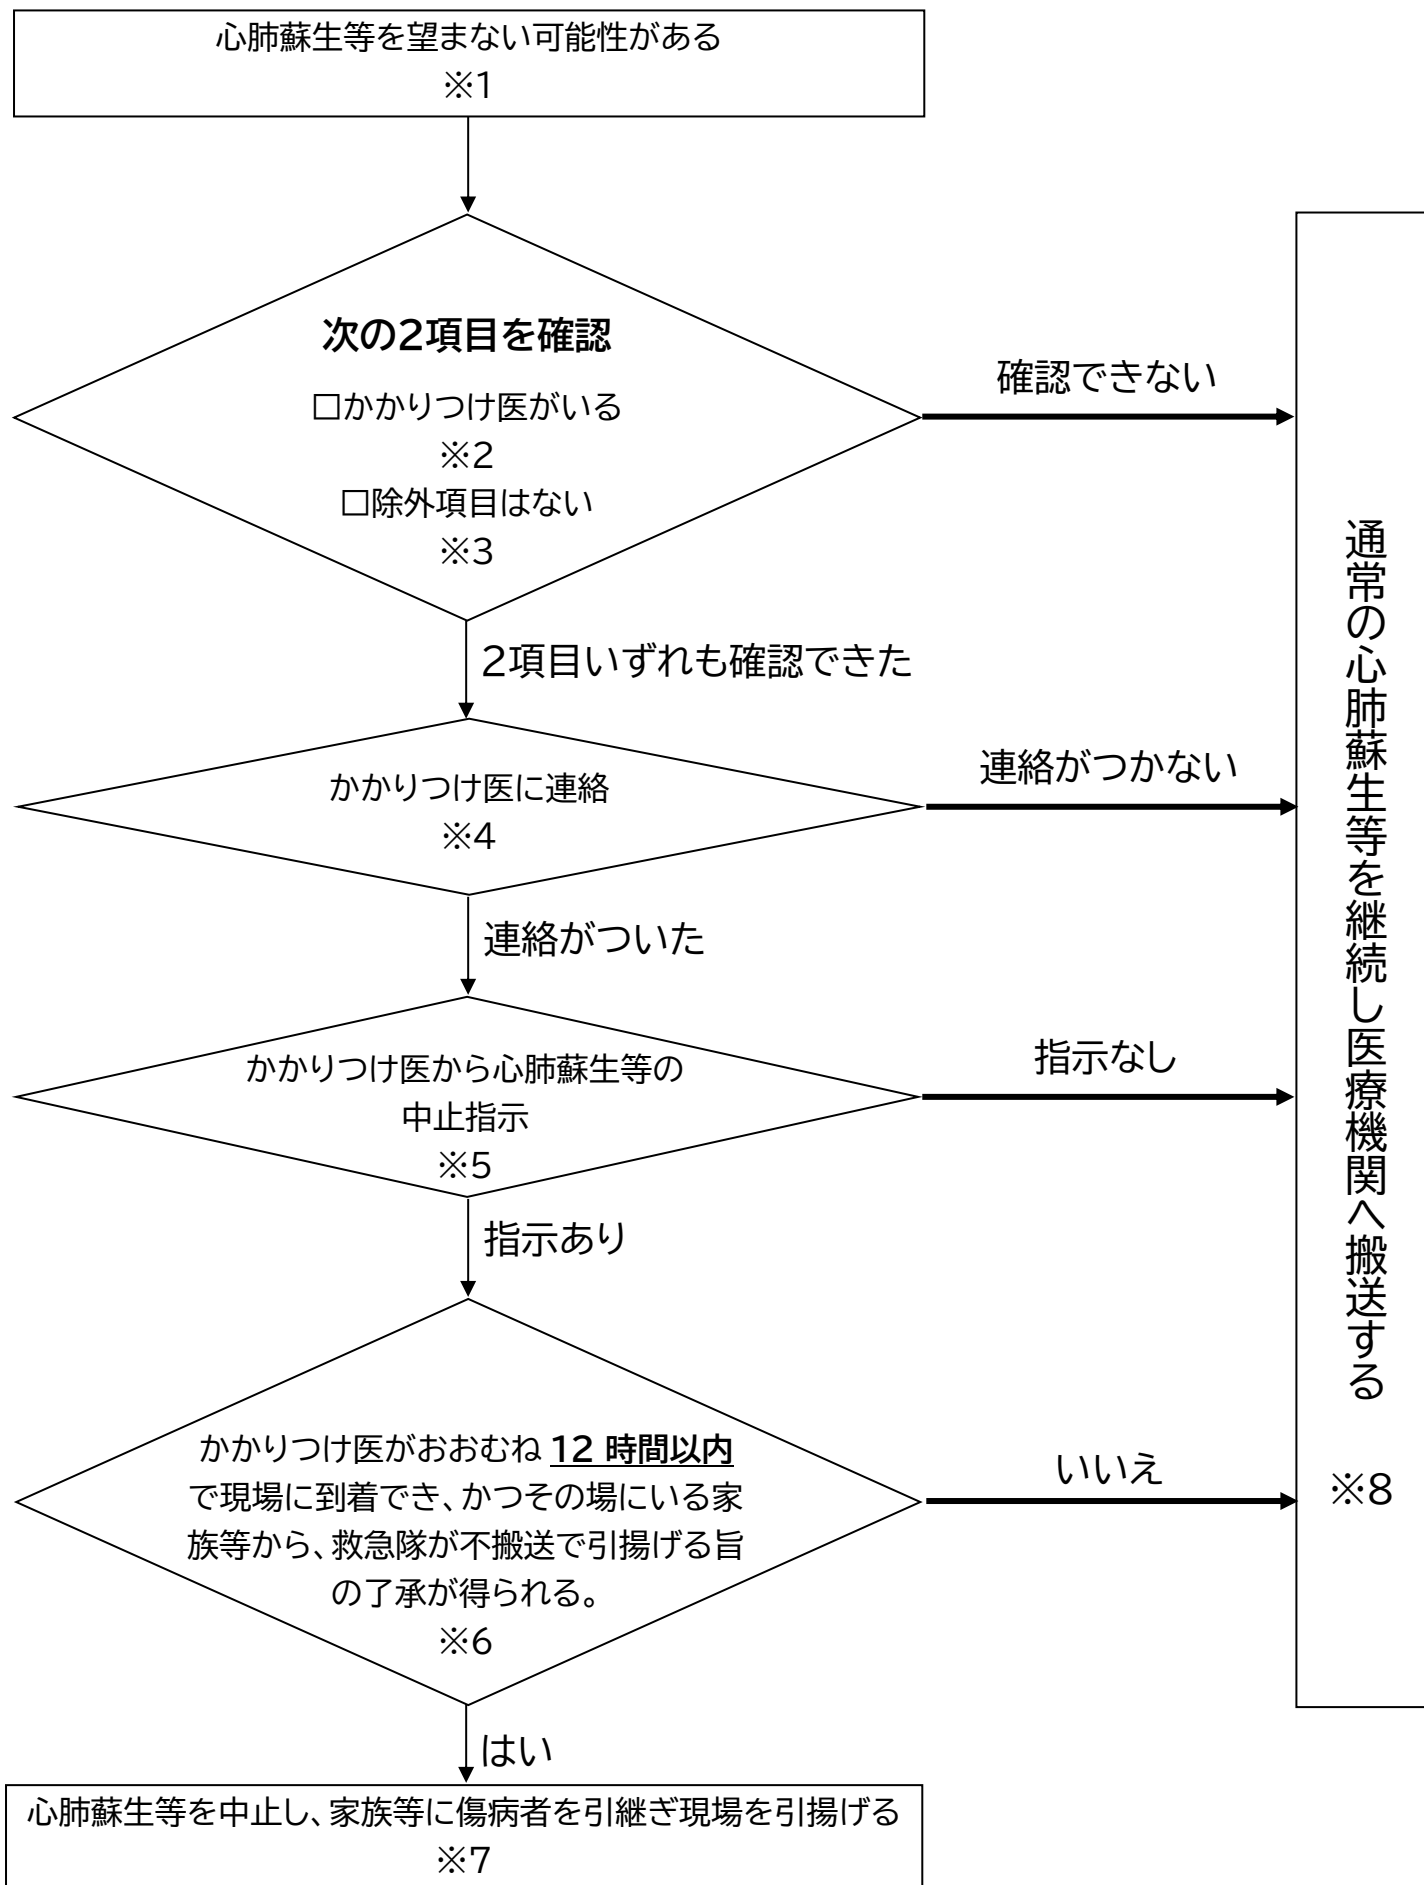 心肺蘇生等を望まない可能性がある
※1
次の2項目を確認
□かかりつけ医がいる
※2
□除外項目はない
※3
確認できない
2項目いずれも確認できた
かかりつけ医に連絡
※4
連絡がつかない
連絡がついた
かかりつけ医から心肺蘇生等の
中止指示
※5
指示なし
指示あり
かかりつけ医がおおむね 12 時間以内
で現場に到着でき、かつその場にいる家
族等から、救急隊が不搬送で引揚げる旨
の了承が得られる。
※6
いいえ
はい
心肺蘇生等を中止し、家族等に傷病者を引継ぎ現場を引揚げる
※7
通常の心肺蘇生等を継続し医療機関へ搬送する
※8